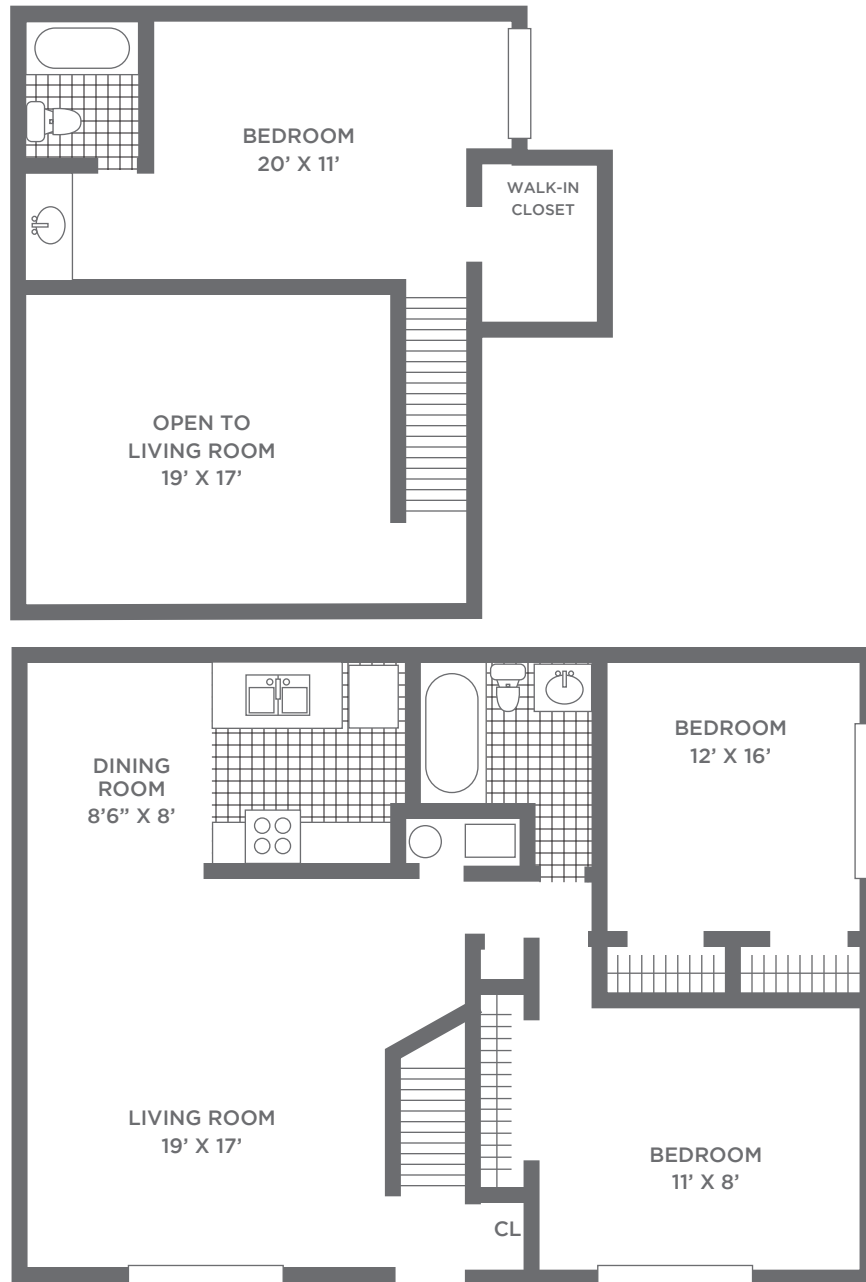 BEDROOM
20’ X 11’
WALK-IN
CLOSET
OPEN TO
LIVING ROOM
19’ X 17’
DINING
ROOM
8’6” X 8’
BEDROOM
12’ X 16’
LIVING ROOM
19’ X 17’
BEDROOM
11’ X 8’
CL